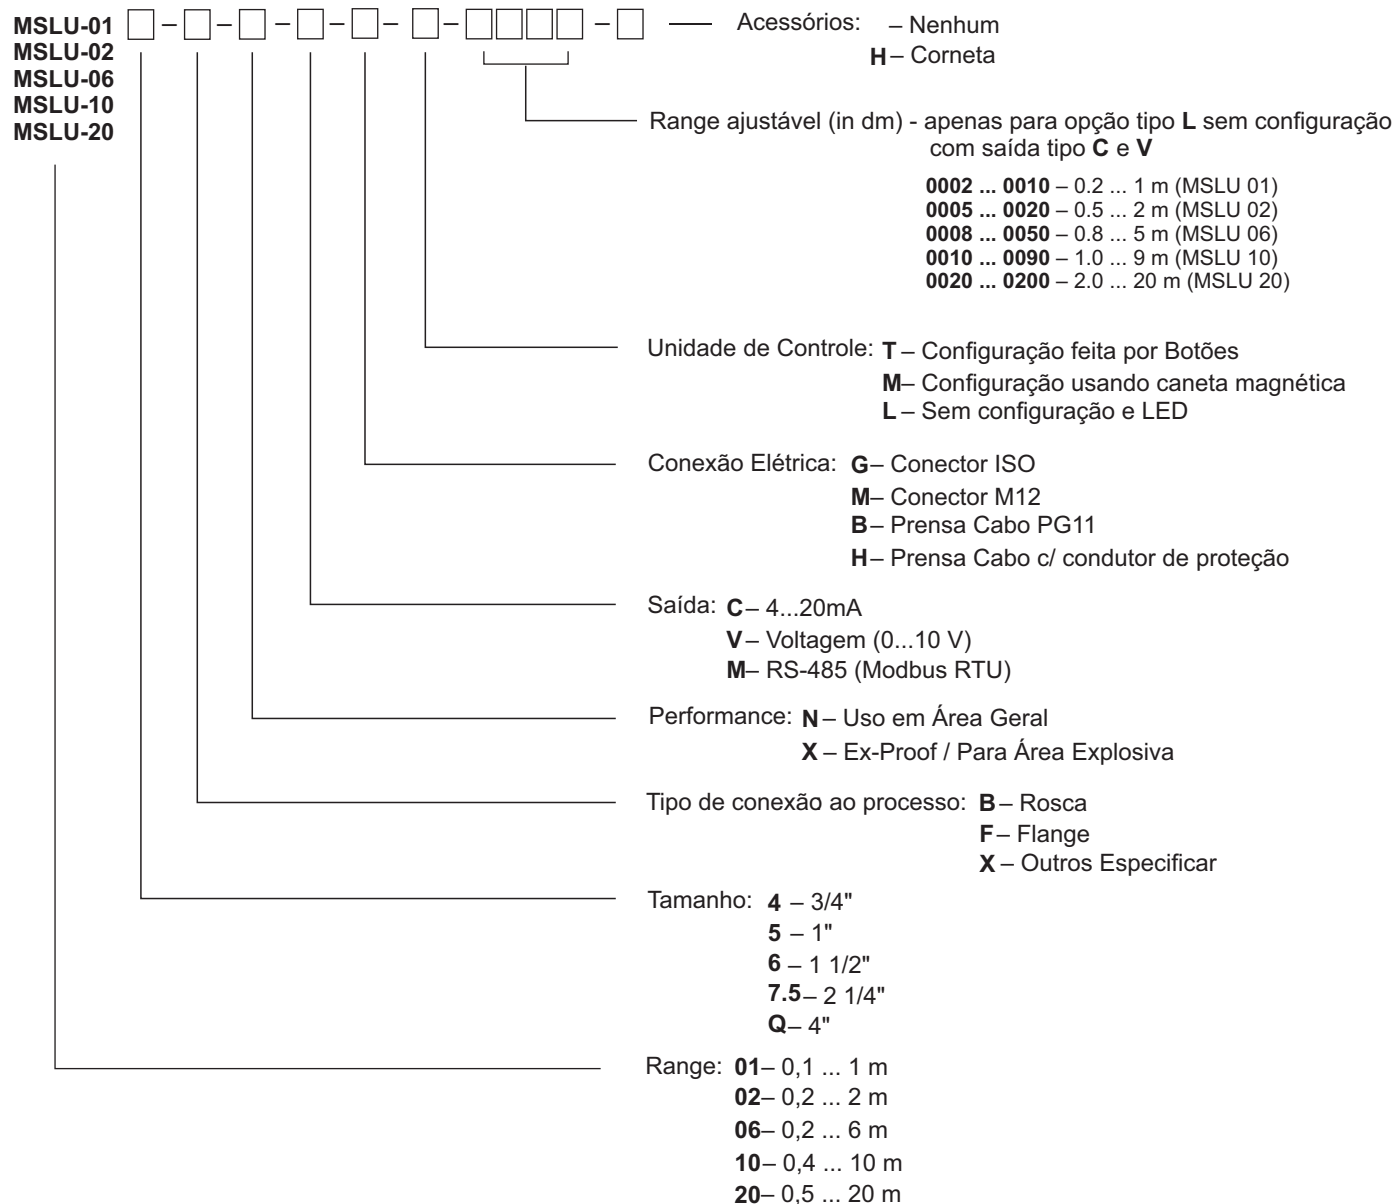 MSLU-01 □–□–□–□–□–□–□□□□–□ Acessórios: – Nenhum
MSLU-02
H – Corneta
MSLU-06
MSLU-10
MSLU-20
Range ajustável (in dm) - apenas para opção tipo L sem configuração
com saída tipo C e V
0002 ... 0010 – 0.2 ... 1 m (MSLU 01)
0005 ... 0020 – 0.5 ... 2 m (MSLU 02)
0008 ... 0050 – 0.8 ... 5 m (MSLU 06)
0010 ... 0090 – 1.0 ... 9 m (MSLU 10)
0020 ... 0200 – 2.0 ... 20 m (MSLU 20)
Unidade de Controle: T – Configuração feita por Botões
M– Configuração usando caneta magnética
L – Sem configuração e LED
Conexão Elétrica: G– Conector ISO
M– Conector M12
B– Prensa Cabo PG11
H– Prensa Cabo c/ condutor de proteção
Saída: C– 4...20mA
V– Voltagem (0...10 V)
M– RS-485 (Modbus RTU)
Performance: N – Uso em Área Geral
X – Ex-Proof / Para Área Explosiva
Tipo de conexão ao processo: B – Rosca
F – Flange
X – Outros Especificar
Tamanho: 4 – 3/4"
5 – 1"
6 – 1 1/2"
7.5– 2 1/4"
Q– 4"
Range: 01– 0,1 ... 1 m
02– 0,2 ... 2 m
06– 0,2 ... 6 m
10– 0,4 ... 10 m
20– 0,5 ... 20 m